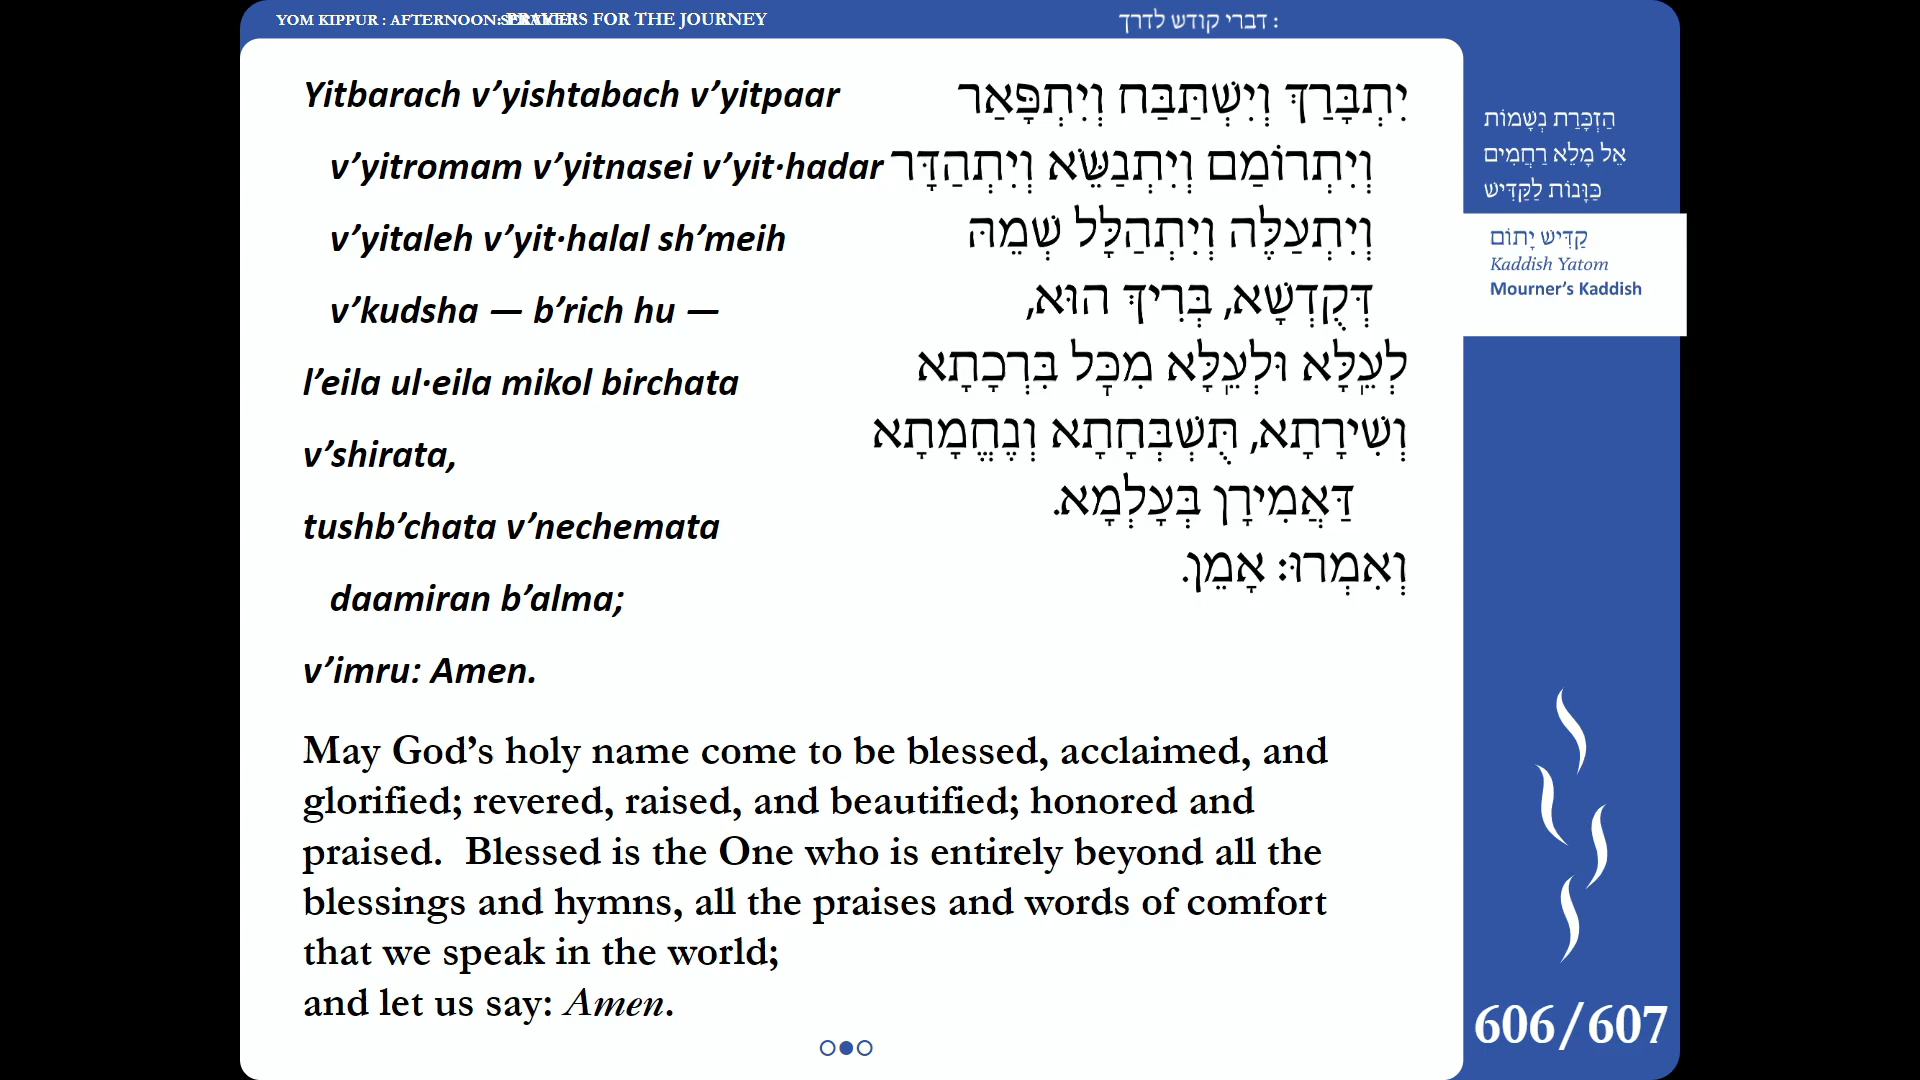 YOM KIPPUR : AFTERNOON: : PRAYERS FOR THE JOURNEY
דברי קודש לדרך :
Yitbarach v’yishtabach v’yitpaar
v’yitromam v’yitnasei v’yit·hadar
v’yitaleh v’yit·halal sh’meih
v’kudsha — b’rich hu —
l’eila ul·eila mikol birchata
v’shirata,
tushb’chata v’nechemata
daamiran b’alma;
v’imru: Amen.
יִתְבָּרַךְ וְיִשְׁתַּבַּח וְיִתְפָּאַר
וְיִתְרוֹמַם וְיִתְנַשֵּׂא וְיִתְהַדָּר
וְיִתְעַלֶּה וְיִתְהַלָּל שְׁמֵהּ
דְּקֻדְשָׁא, בְּרִיךְ הוּא,
לְעֵֽלָּא וּלְעֵֽלָּא מִכׇּל בִּרְכָתָא
וְשִׁירָתָא, תֻּשְׁבְּחָתָא וְנֶחֱמָתָא
דַּאֲמִירָן בְּעָלְמָא.
וְאִמְרוּ: אָמֵן.
May God’s holy name come to be blessed, acclaimed, and
glorified; revered, raised, and beautified; honored and
praised.  Blessed is the One who is entirely beyond all the
blessings and hymns, all the praises and words of comfort
that we speak in the world;
and let us say: Amen.
הַזְכָּרַת נְשָׁמוֹת
אֵל מָלֵא רַחֲמִים
כַּוָּנוֹת לַקַּדִּישׁ
קַדִּישׁ יָתוֹם
Kaddish Yatom
Mourner’s Kaddish
606/607